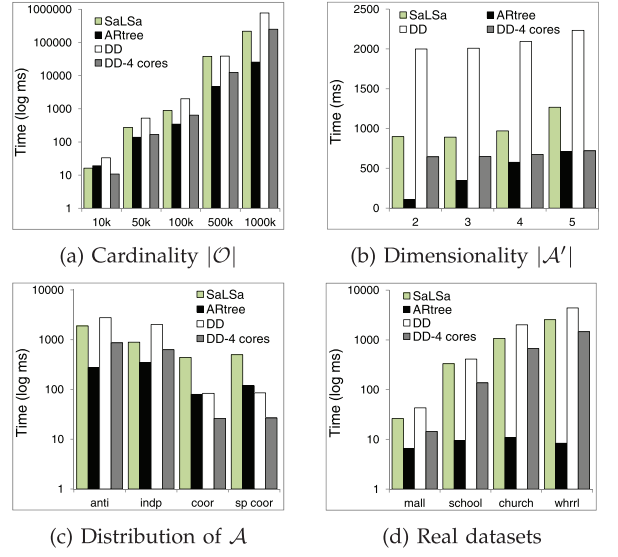 1000000
100000
10000
1000
100
10
1
Time (log ms)
SaLSa
ARtree
DD
DD-4 cores
10k 50k 100k 500k 1000k
(a) Cardinality |𝒪|
2500
2000
1500
1000
500
0
Time (ms)
SaLSa ARtree
DD DD-4 cores
2 3 4 5
(b) Dimensionality |𝒜′|
10000
1000
100
10
1
Time (log ms)
SaLSa
ARtree
DD
DD-4 cores
anti indp coor sp coor
(c) Distribution of 𝒜
10000
1000
100
10
1
Time (log ms)
SaLSa
ARtree
DD
DD-4 cores
mall school church whrrl
(d) Real datasets